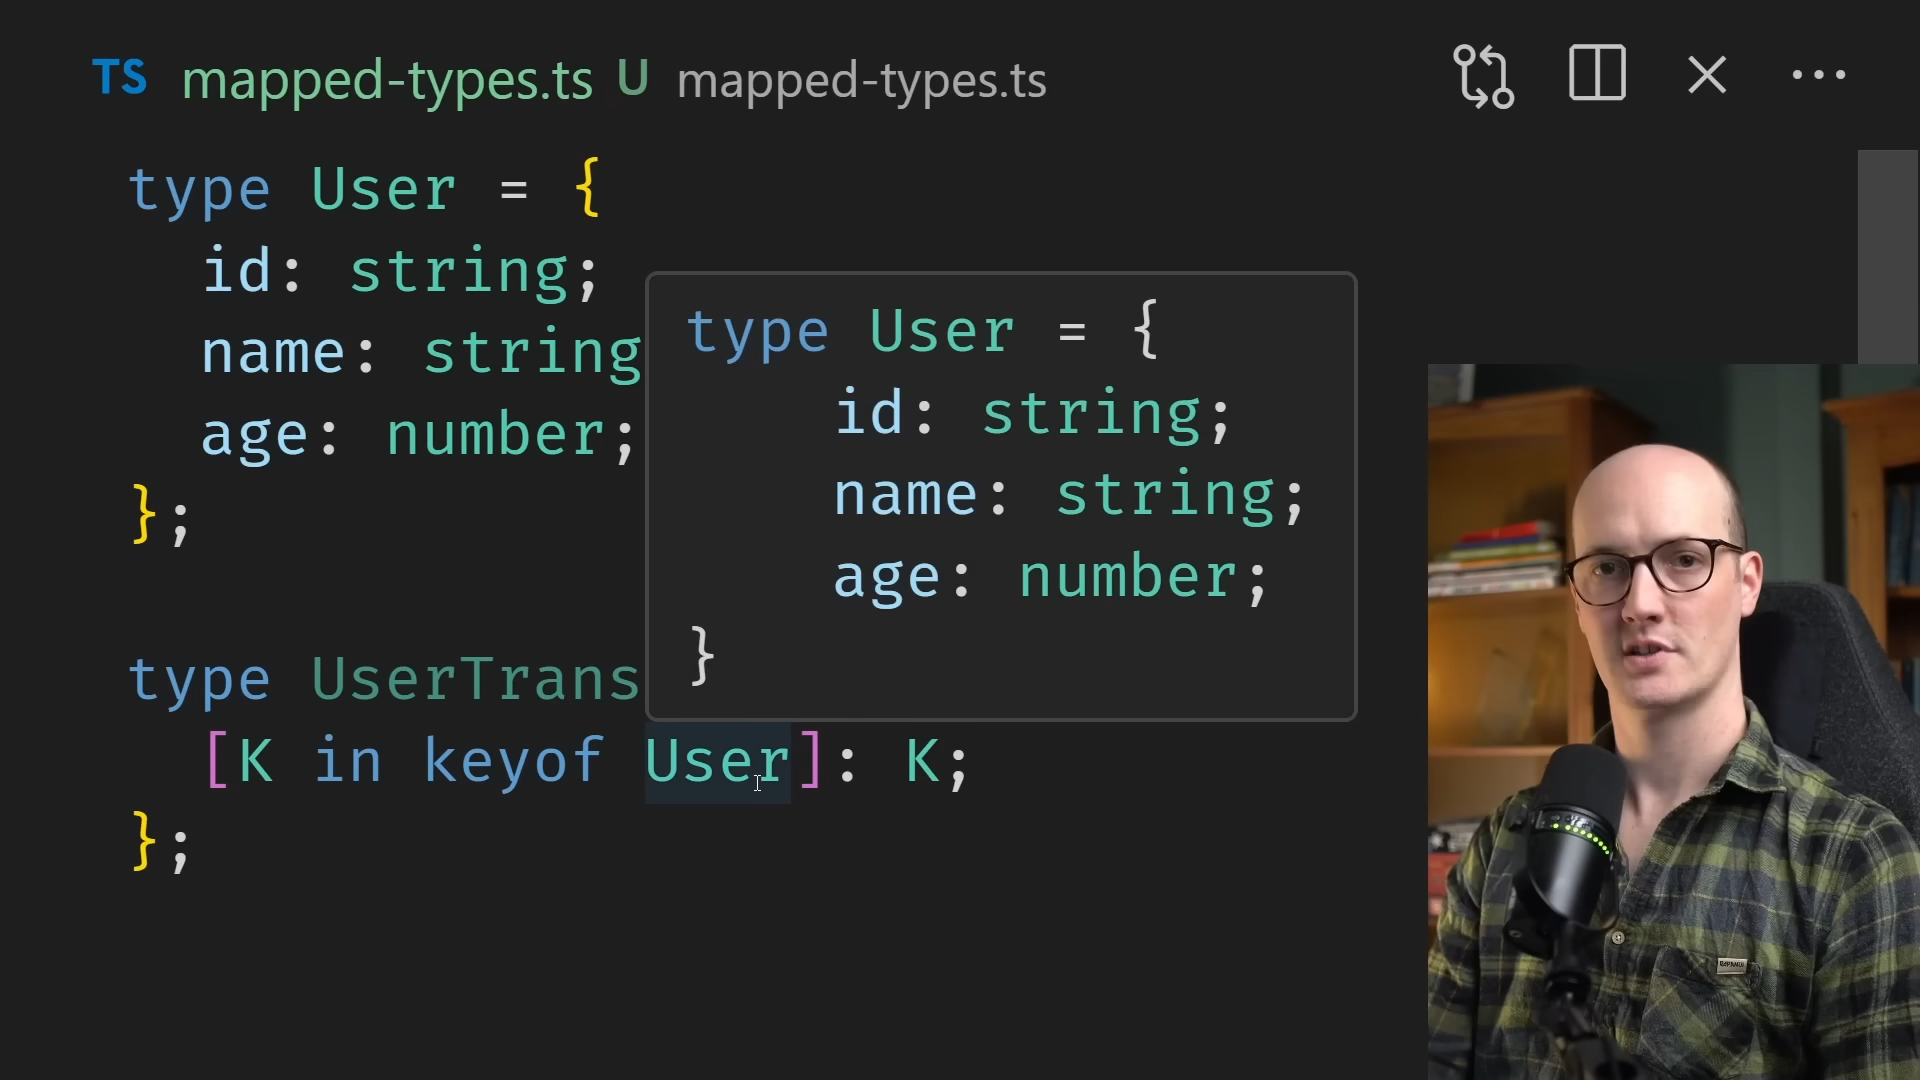 TS mapped-types.ts U mapped-types.ts
type User = {
id: string;
name: string
age: number;
};
type User = {
id: string;
name: string;
age: number;
}
type UserTrans
[K in keyof User]: K;
};